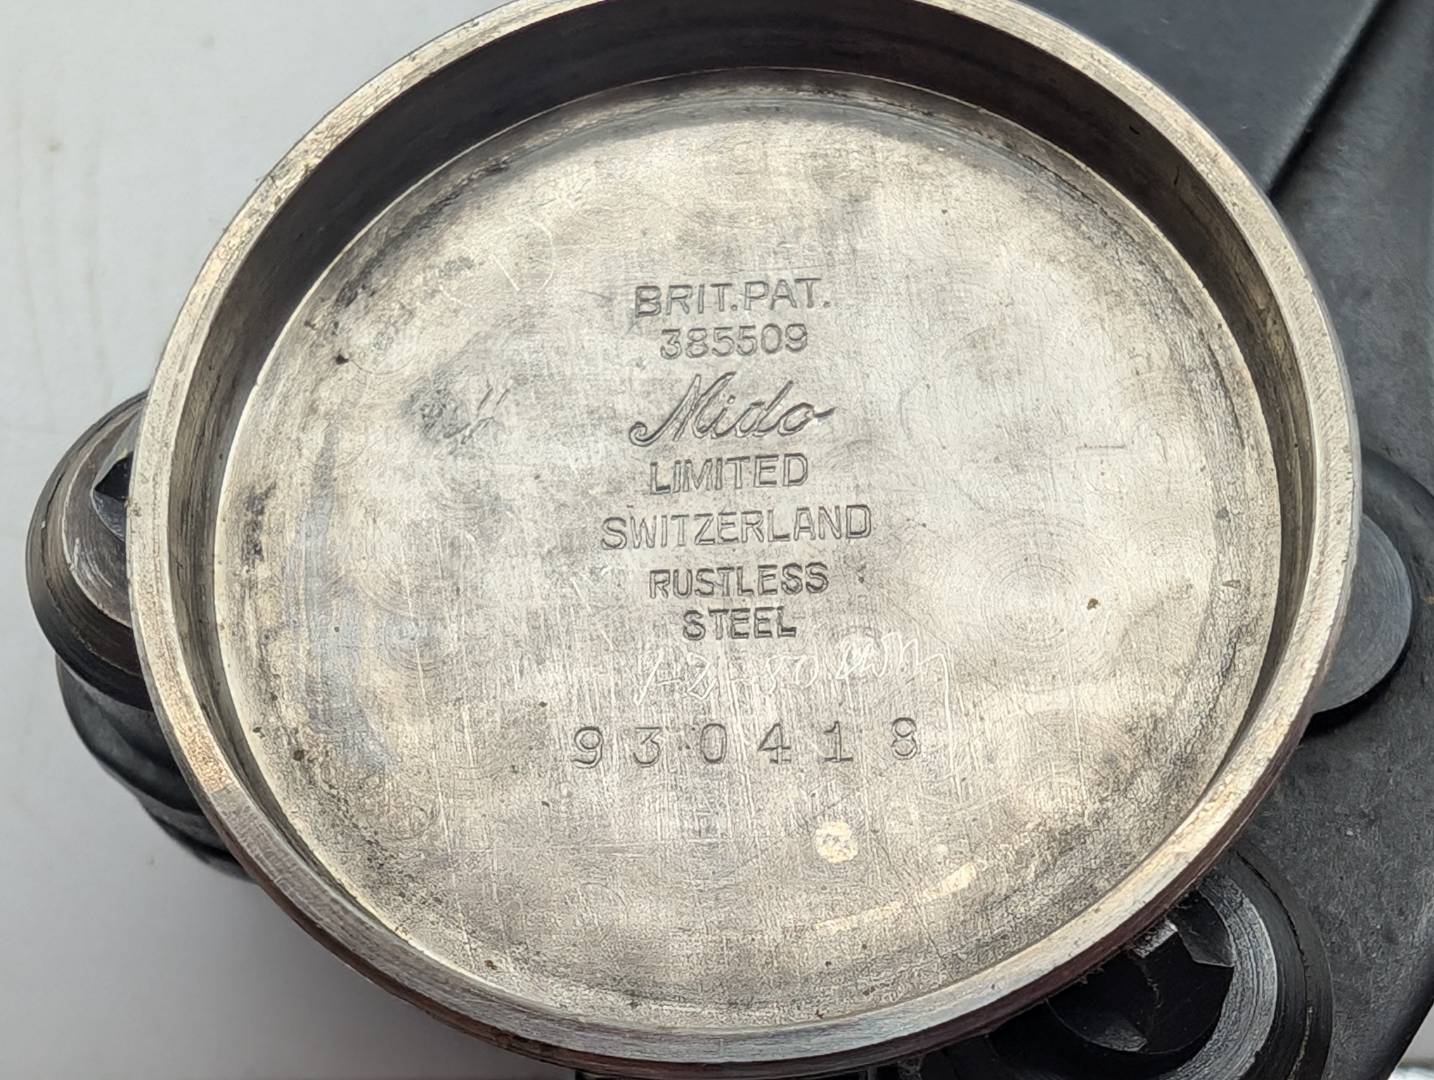 BRIT.PAT.
385509
Mido
LIMITED
SWITZERLAND
RUSTLESS
STEEL
930418